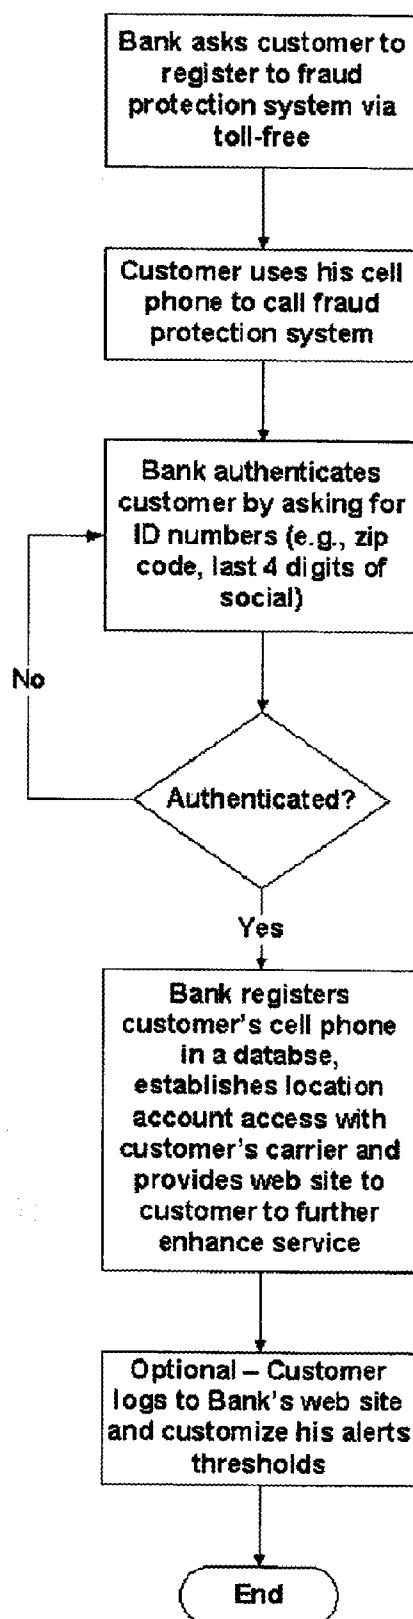 Bank asks customer to
register to fraud
protection system via
toll-free
Customer uses his cell
phone to call fraud
protection system
Bank authenticates
customer by asking for
ID numbers (e.g., zip
code, last 4 digits of
social)
No
Authenticated?
Yes
Bank registers
customer's cell phone
in a databse,
establishes location
account access with
customer's carrier and
provides web site to
customer to further
enhance service
Optional – Customer
logs to Bank's web site
and customize his alerts
thresholds
End